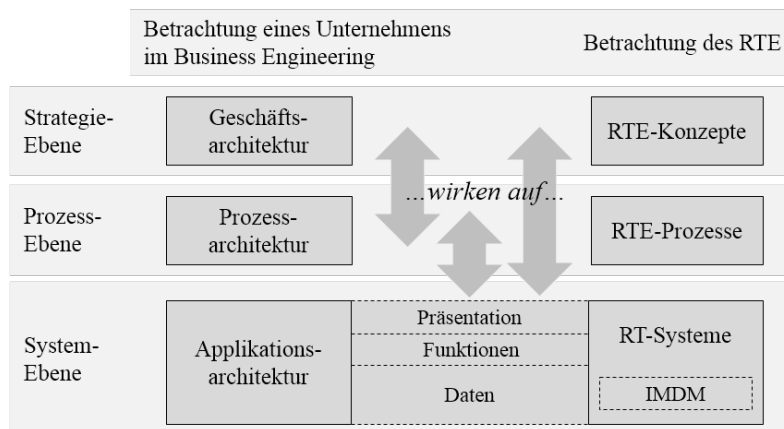 Betrachtung eines Unternehmens
im Business Engineering
Betrachtung des RTE
Strategie-
Ebene
Geschäfts-
architektur
RTE-Konzepte
...wirken auf...
Prozess-
Ebene
Prozess-
architektur
RTE-Prozesse
System-
Ebene
Applikations-
architektur
Präsentation
Funktionen
Daten
RT-Systeme
IMDM